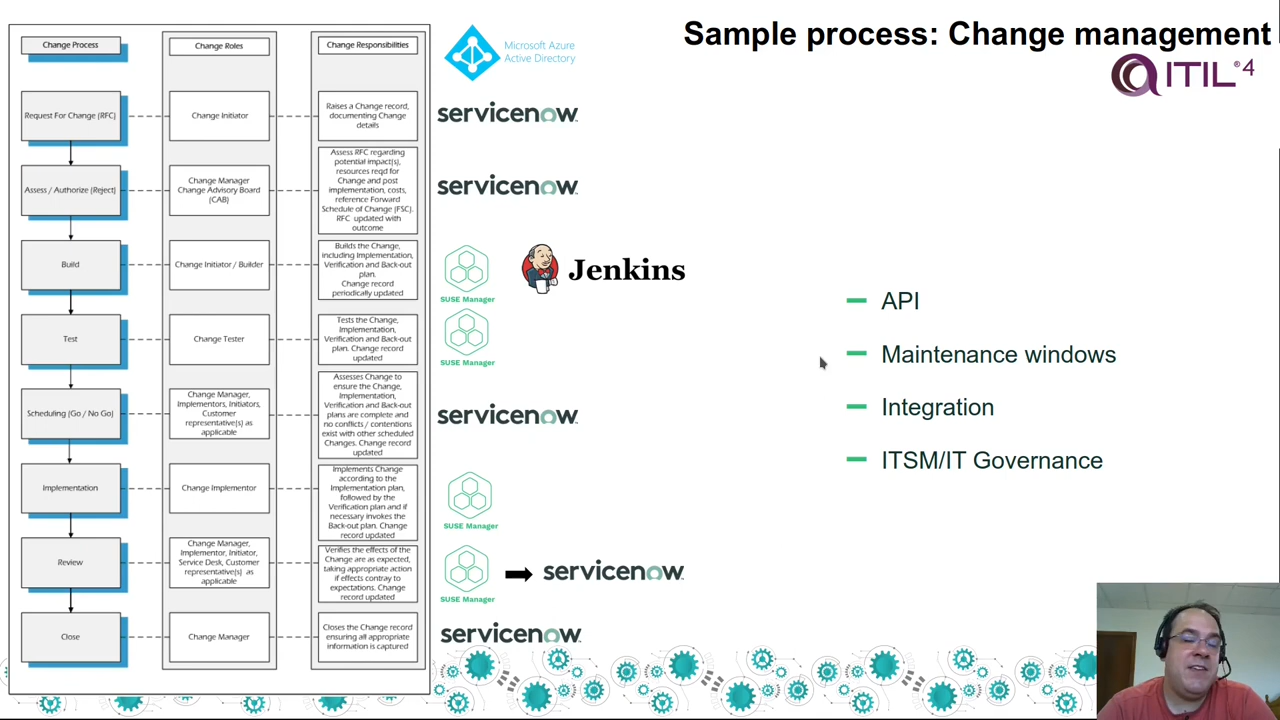 Sample process: Change management
ITIL®4
Change Process
Change Roles
Change Responsibilities
Microsoft Azure
Active Directory
Request For Change (RFC)
Change Initiator
Raises a Change record,
documenting Change
details
servicenow
Assess / Authorize (Reject)
Change Manager
Change Advisory Board
(CAB)
Assess RFC regarding
potential impact(s),
resources reqd for
Change and post
implementation, costs,
reference Forward
Schedule of Change (FSC).
RFC updated with
outcome
servicenow
Build
Change Initiator / Builder
Builds the Change,
including Implementation,
Verification and Back-out
plan.
Change record
periodically updated
SUSE Manager
Jenkins
Test
Change Tester
Tests the Change,
Implementation,
Verification and Back-out
plan. Change record
updated
SUSE Manager
Scheduling (Go / No Go)
Change Manager,
Implementors, Initiators,
Customer
representative(s) as
applicable
Assesses Change to
ensure the Change,
Implementation,
Verification and Back-out
plans are complete and
no conflicts / contentions
exist with other scheduled
Changes. Change record
updated
servicenow
Implementation
Change Implementor
Implements Change
according to the
Implementation plan,
followed by the
Verification plan and if
necessary invokes the
Back-out plan. Change
record updated
SUSE Manager
Review
Change Manager,
Implementor, Initiator,
Service Desk, Customer
representative(s) as
applicable
Verifies the effects of the
Change are as expected,
taking appropriate action
if effects contray to
expectations. Change
record updated
SUSE Manager
servicenow
Close
Change Manager
Closes the Change record
ensuring all appropriate
information is captured
servicenow
API
Maintenance windows
Integration
ITSM/IT Governance